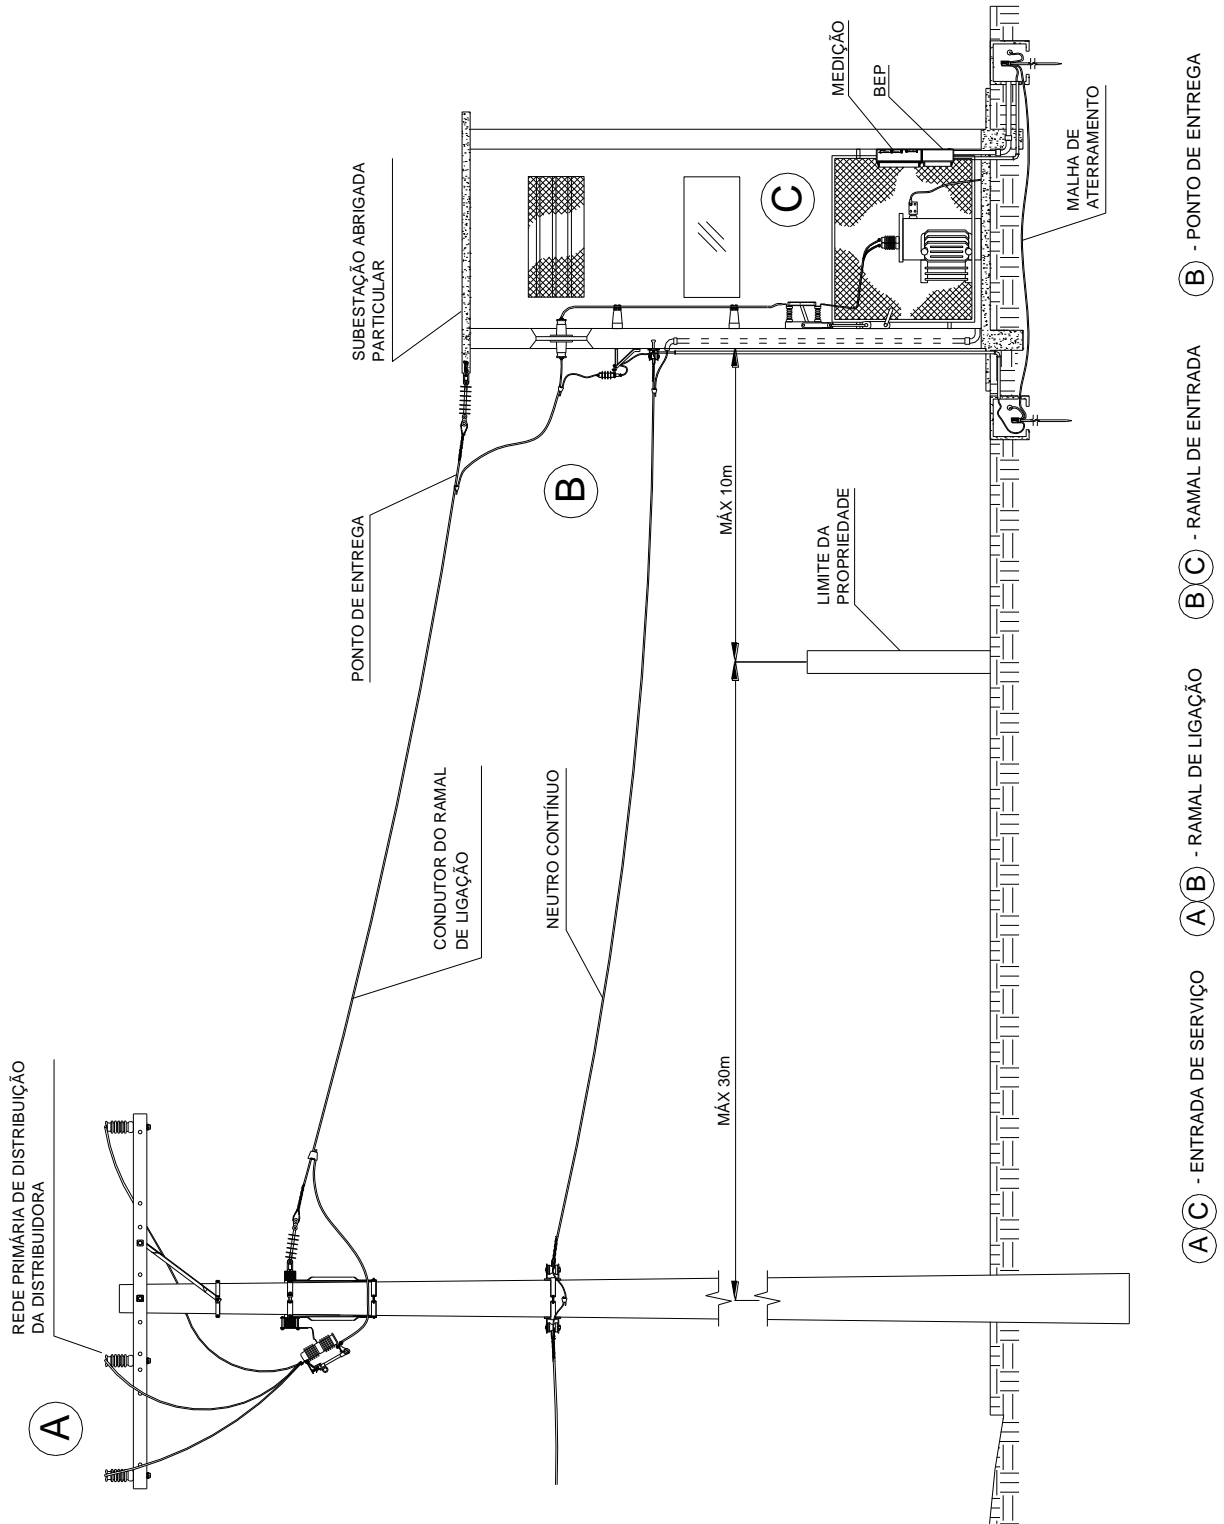 REDE PRIMÁRIA DE DISTRIBUIÇÃO
DA DISTRIBUIDORA
A
CONDUTOR DO RAMAL
DE LIGAÇÃO
NEUTRO CONTÍNUO
PONTO DE ENTREGA
SUBESTAÇÃO ABRIGADA
PARTICULAR
B
C
MEDIÇÃO
BEP
MÁX 30m
MÁX 10m
LIMITE DA
PROPRIEDADE
MALHA DE
ATERRAMENTO
A C - ENTRADA DE SERVIÇO
A B - RAMAL DE LIGAÇÃO
B C - RAMAL DE ENTRADA
B - PONTO DE ENTREGA